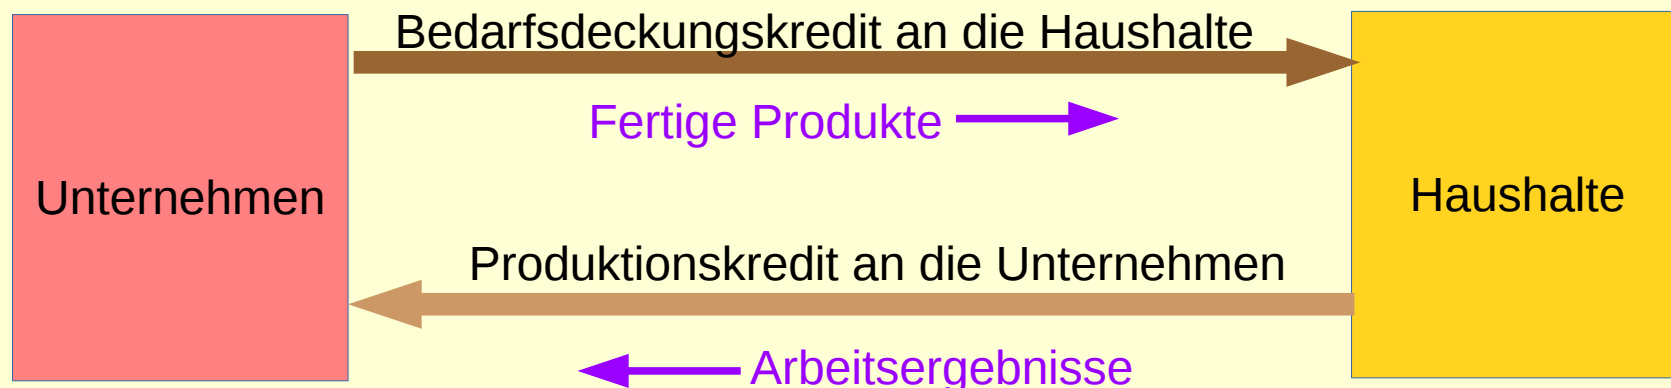 Bedarfsdeckungskredit an die Haushalte
Fertige Produkte
Unternehmen
Haushalte
Produktionskredit an die Unternehmen
Arbeitsergebnisse